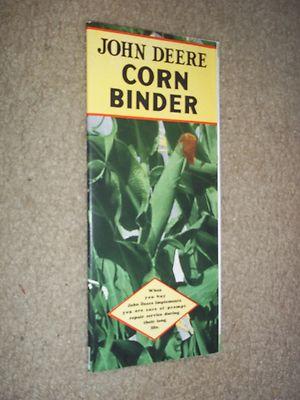 JOHN DEERE
CORN
BINDER
When
you buy
John Deere Implements
you are sure of prompt
repair service during
their long
life.